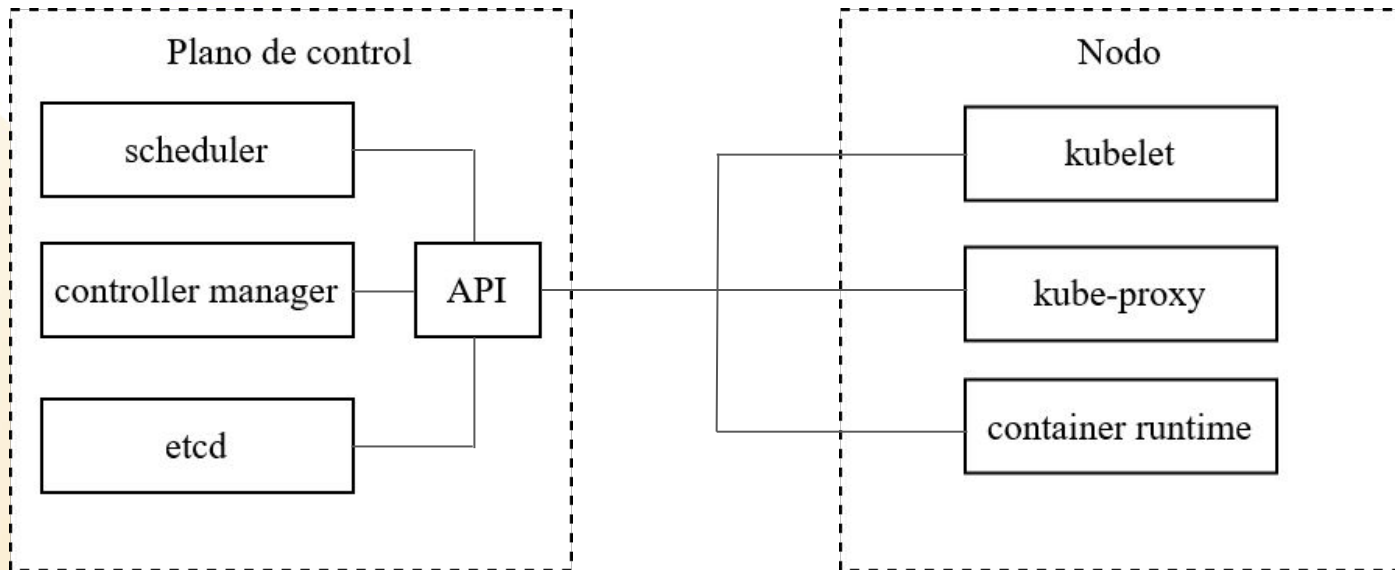 Plano de control
scheduler
controller manager
API
etcd
Nodo
kubelet
kube-proxy
container runtime